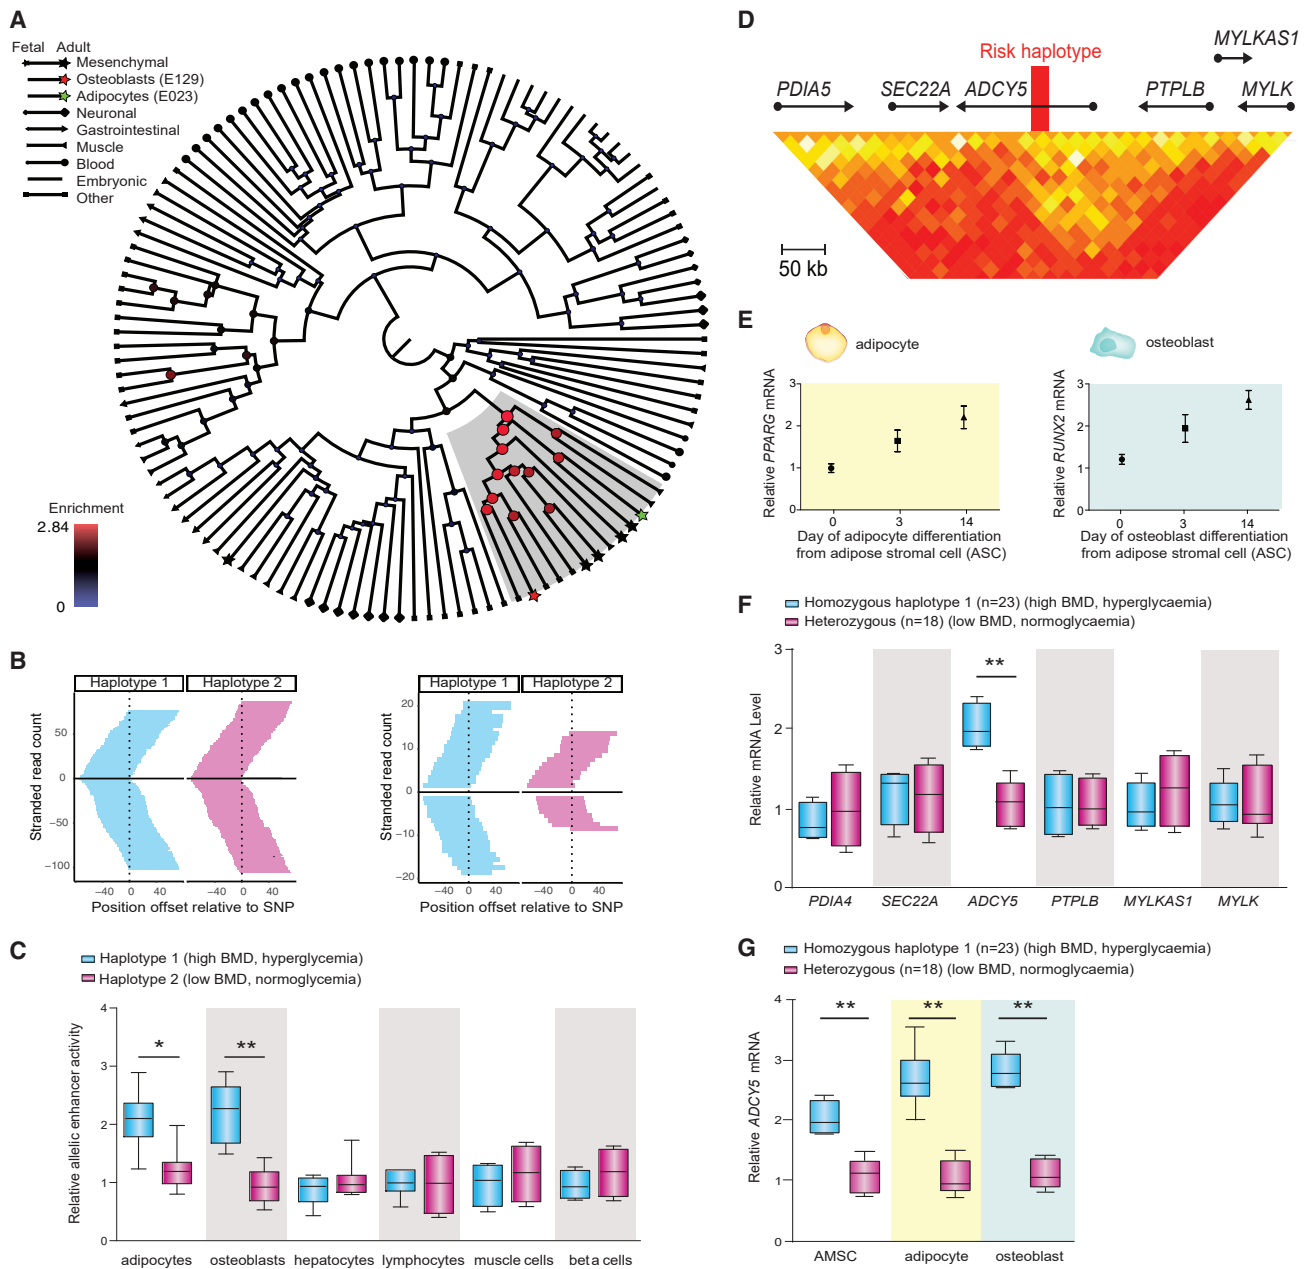 A
Fetal Adult
Mesenchymal
Osteoblasts (E129)
Adipocytes (E023)
Neuronal
Gastrointestinal
Muscle
Blood
Embryonic
Other
Enrichment
2.84
0
B
Haplotype 1
Haplotype 2
Stranded read count
50
0
−50
−100
−40 0 40
−40 0 40
Position offset relative to SNP
Haplotype 1
Haplotype 2
Stranded read count
20
10
0
−10
−20
−40 0 40
−40 0 40
Position offset relative to SNP
C
Haplotype 1 (high BMD, hyperglycemia)
Haplotype 2 (low BMD, normoglycemia)
Relative allelic enhancer activity
4
3
2
1
0
*
**
adipocytes osteoblasts hepatocytes lymphocytes muscle cells beta cells
D
MYLKAS1
Risk haplotype
PDIA5 SEC22A ADCY5 PTPLB MYLK
50 kb
E
adipocyte
Relative PPARG mRNA
3
2
1
0
0 3 14
Day of adipocyte differentiation
from adipose stromal cell (ASC)
osteoblast
Relative RUNX2 mRNA
3
2
1
0
0 3 14
Day of osteoblast differentiation
from adipose stromal cell (ASC)
F
Homozygous haplotype 1 (n=23) (high BMD, hyperglycaemia)
Heterozygous (n=18) (low BMD, normoglycaemia)
Relative mRNA Level
3
2
1
0
**
PDIA4 SEC22A ADCY5 PTPLB MYLKAS1 MYLK
G
Homozygous haplotype 1 (n=23) (high BMD, hyperglycaemia)
Heterozygous (n=18) (low BMD, normoglycaemia)
Relative ADCY5 mRNA
4
3
2
1
0
** ** **
AMSC adipocyte osteoblast